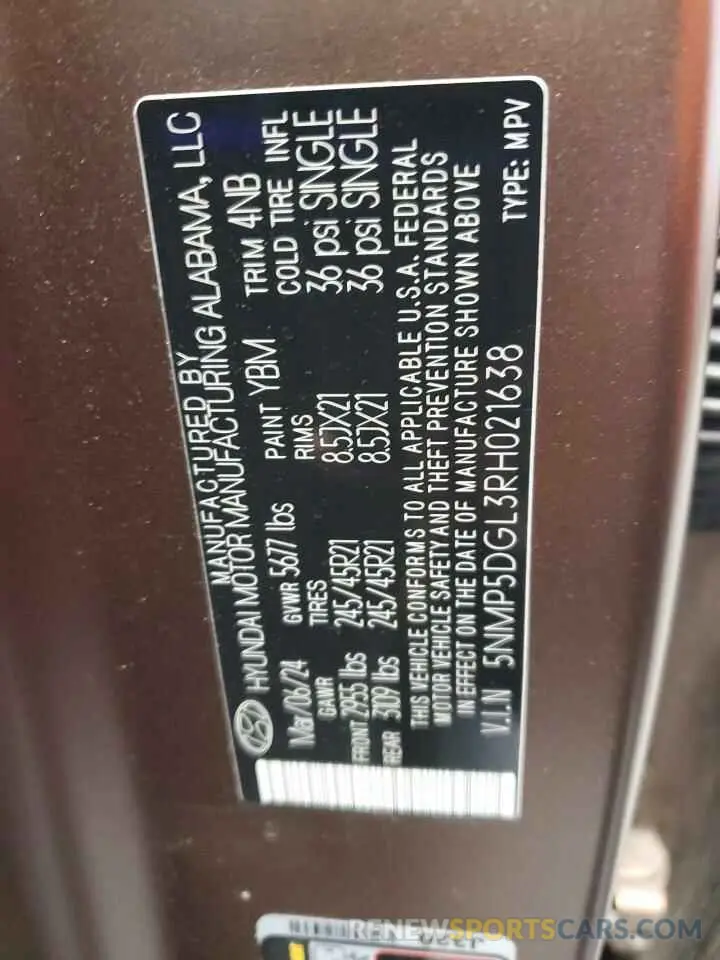 MANUFACTURED BY
HYUNDAI MOTOR MANUFACTURING ALABAMA, LLC
Mar/06/24 GVWR 5677 lbs PAINT YBM TRIM 4NB
GAWR TIRES RIMS COLD TIRE INFL
FRONT 2955 lbs 245/45R21 8.5JX21 36 psi SINGLE
REAR 3109 lbs 245/45R21 8.5JX21 36 psi SINGLE
THIS VEHICLE CONFORMS TO ALL APPLICABLE U.S.A. FEDERAL
MOTOR VEHICLE SAFETY AND THEFT PREVENTION STANDARDS
IN EFFECT ON THE DATE OF MANUFACTURE SHOWN ABOVE
V.I.N 5NMP5DGL3RH021638 TYPE: MPV
RENEWSPORTSCARS.COM